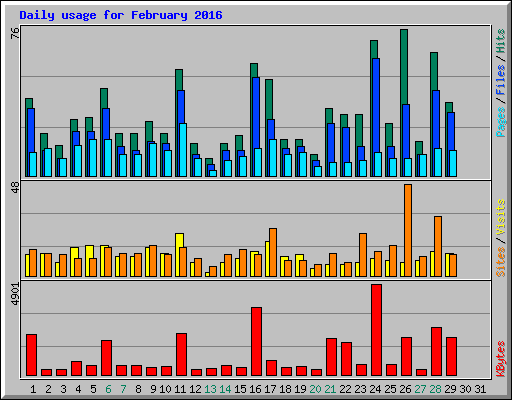 Daily usage for February 2016
76
Pages / Files / Hits
48
Sites / Visits
4901
KBytes
1 2 3 4 5 6 7 8 9 10 11 12 13 14 15 16 17 18 19 20 21 22 23 24 25 26 27 28 29 30 31